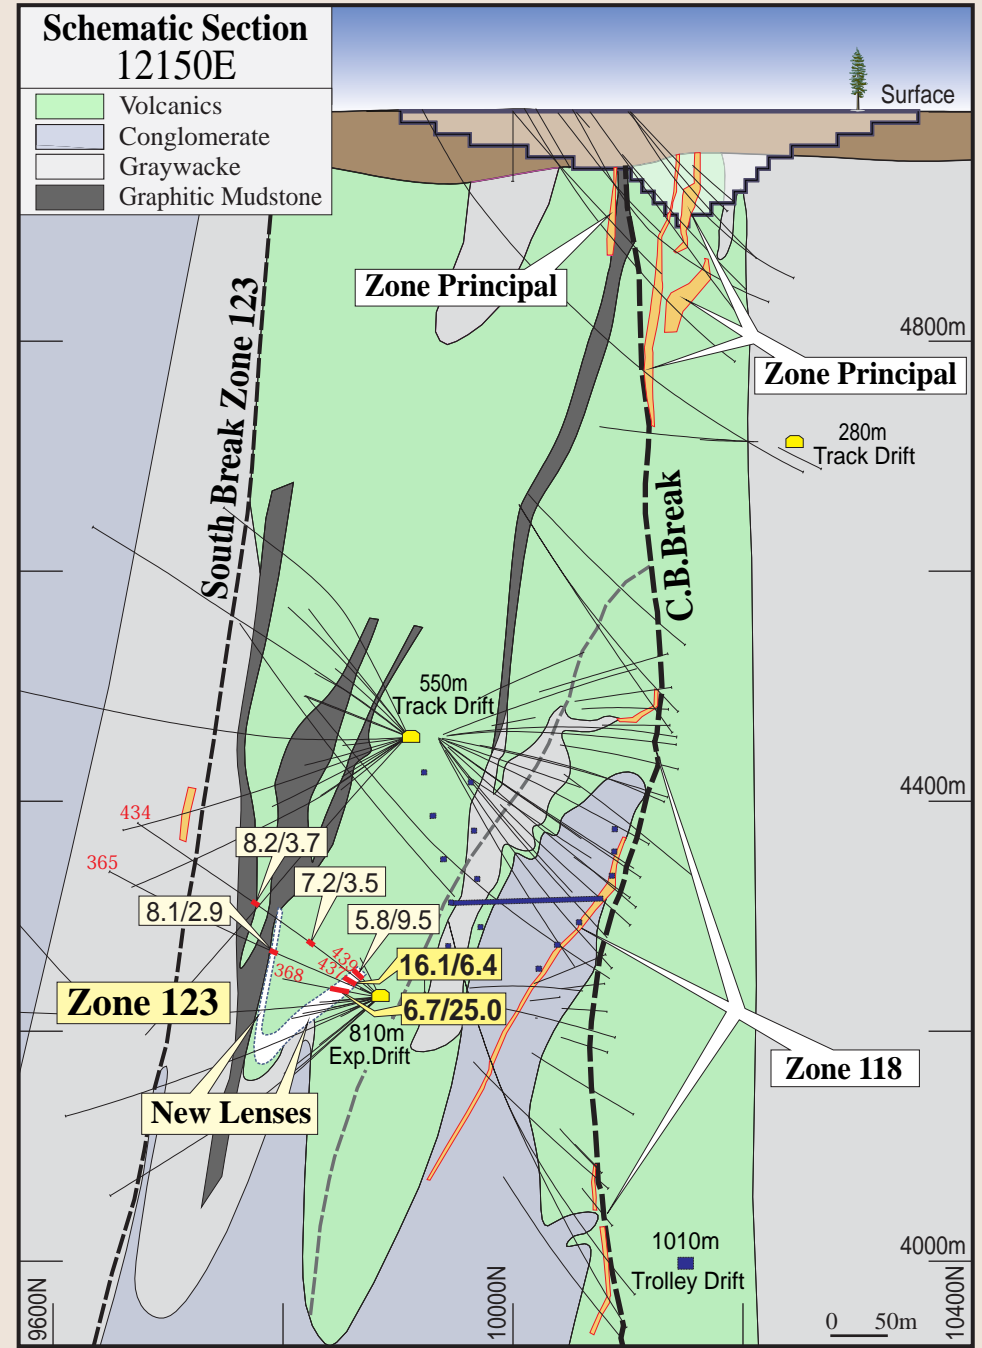 Schematic Section
12150E
Volcanics
Conglomerate
Graywacke
Graphitic Mudstone
Surface
Zone Principal
4800m
Zone Principal
South Break Zone 123
280m
Track Drift
C.B.Break
550m
Track Drift
4400m
434
8.2/3.7
365
7.2/3.5
8.1/2.9
5.8/9.5
439
437
368
16.1/6.4
Zone 123
6.7/25.0
810m
Exp.Drift
Zone 118
New Lenses
1010m
Trolley Drift
4000m
9600N
10000N
10400N
0 50m